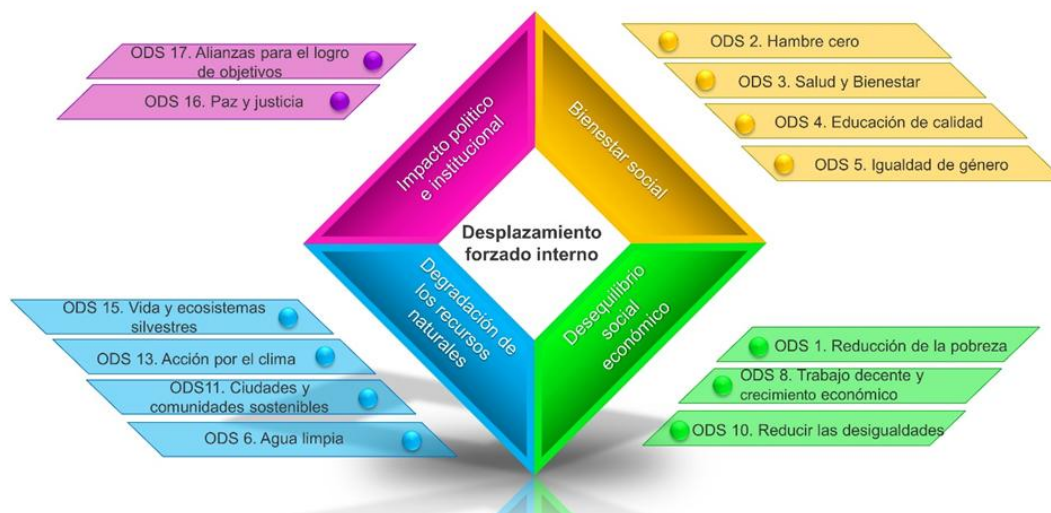 ODS 17. Alianzas para el logro
de objetivos
ODS 16. Paz y justicia
Impacto político
e institucional
Bienestar social
ODS 2. Hambre cero
ODS 3. Salud y Bienestar
ODS 4. Educación de calidad
ODS 5. Igualdad de género
Desplazamiento
forzado interno
ODS 15. Vida y ecosistemas
silvestres
ODS 13. Acción por el clima
ODS11. Ciudades y
comunidades sostenibles
ODS 6. Agua limpia
Degradación de
los recursos
naturales
Desequilibrio
social
económico
ODS 1. Reducción de la pobreza
ODS 8. Trabajo decente y
crecimiento económico
ODS 10. Reducir las desigualdades